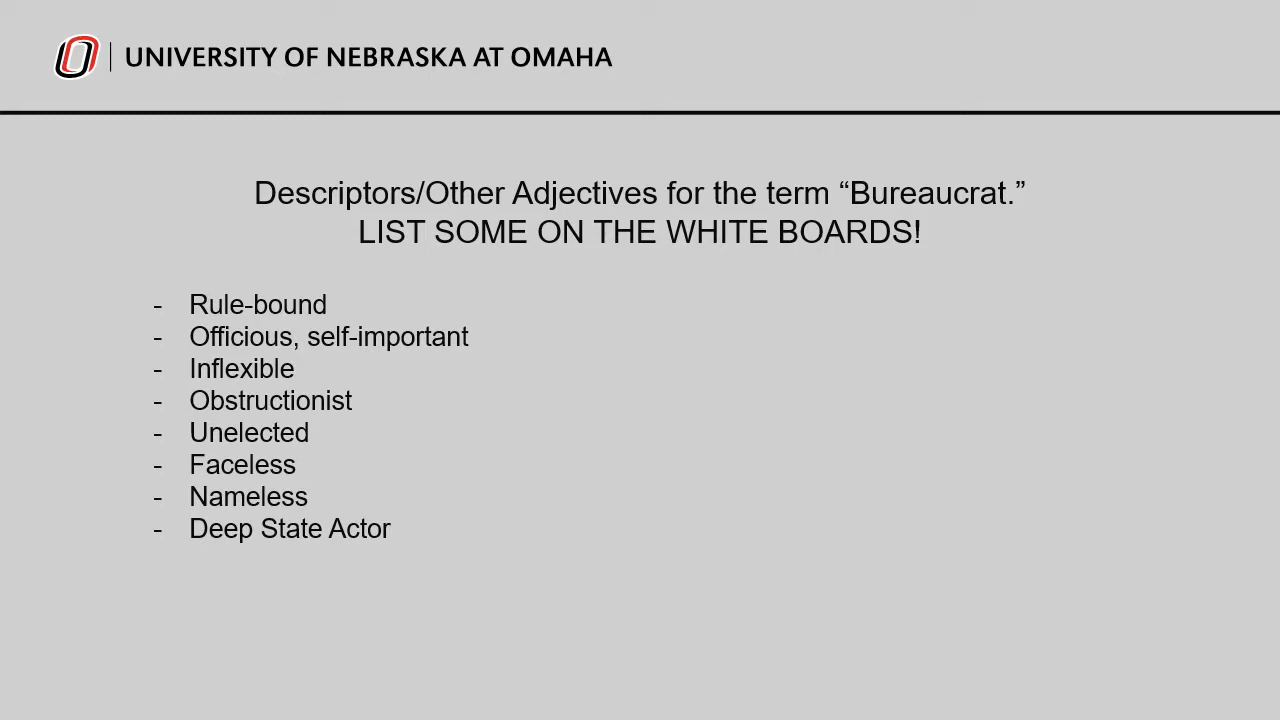 UNIVERSITY OF NEBRASKA AT OMAHA
Descriptors/Other Adjectives for the term “Bureaucrat.”
LIST SOME ON THE WHITE BOARDS!
- Rule-bound
- Officious, self-important
- Inflexible
- Obstructionist
- Unelected
- Faceless
- Nameless
- Deep State Actor